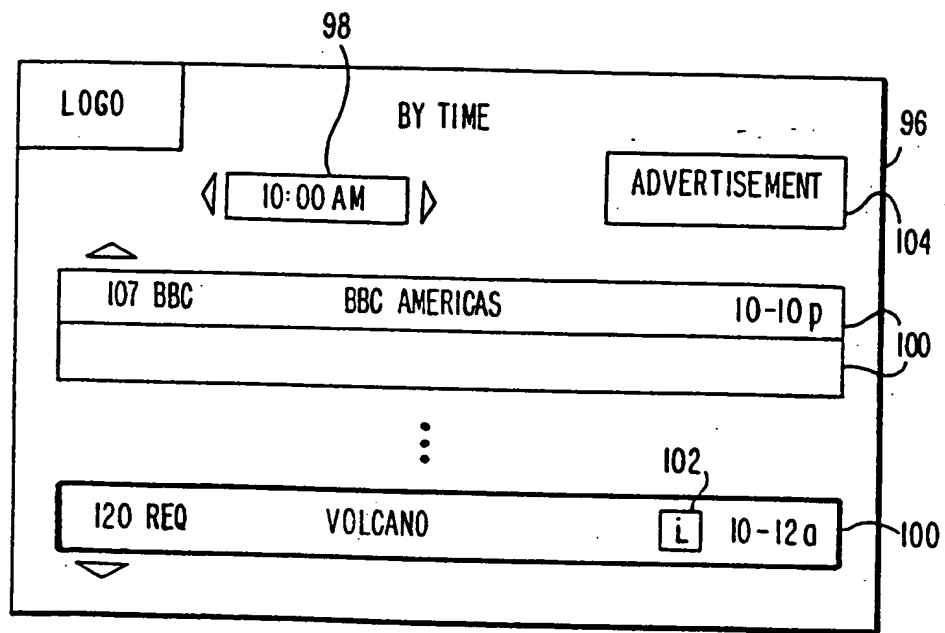 98
LOGO
BY TIME
96
10:00 AM
ADVERTISEMENT
104
107 BBC BBC AMERICAS 10-10 p
100
102
120 REQ VOLCANO i 10-12 a
100